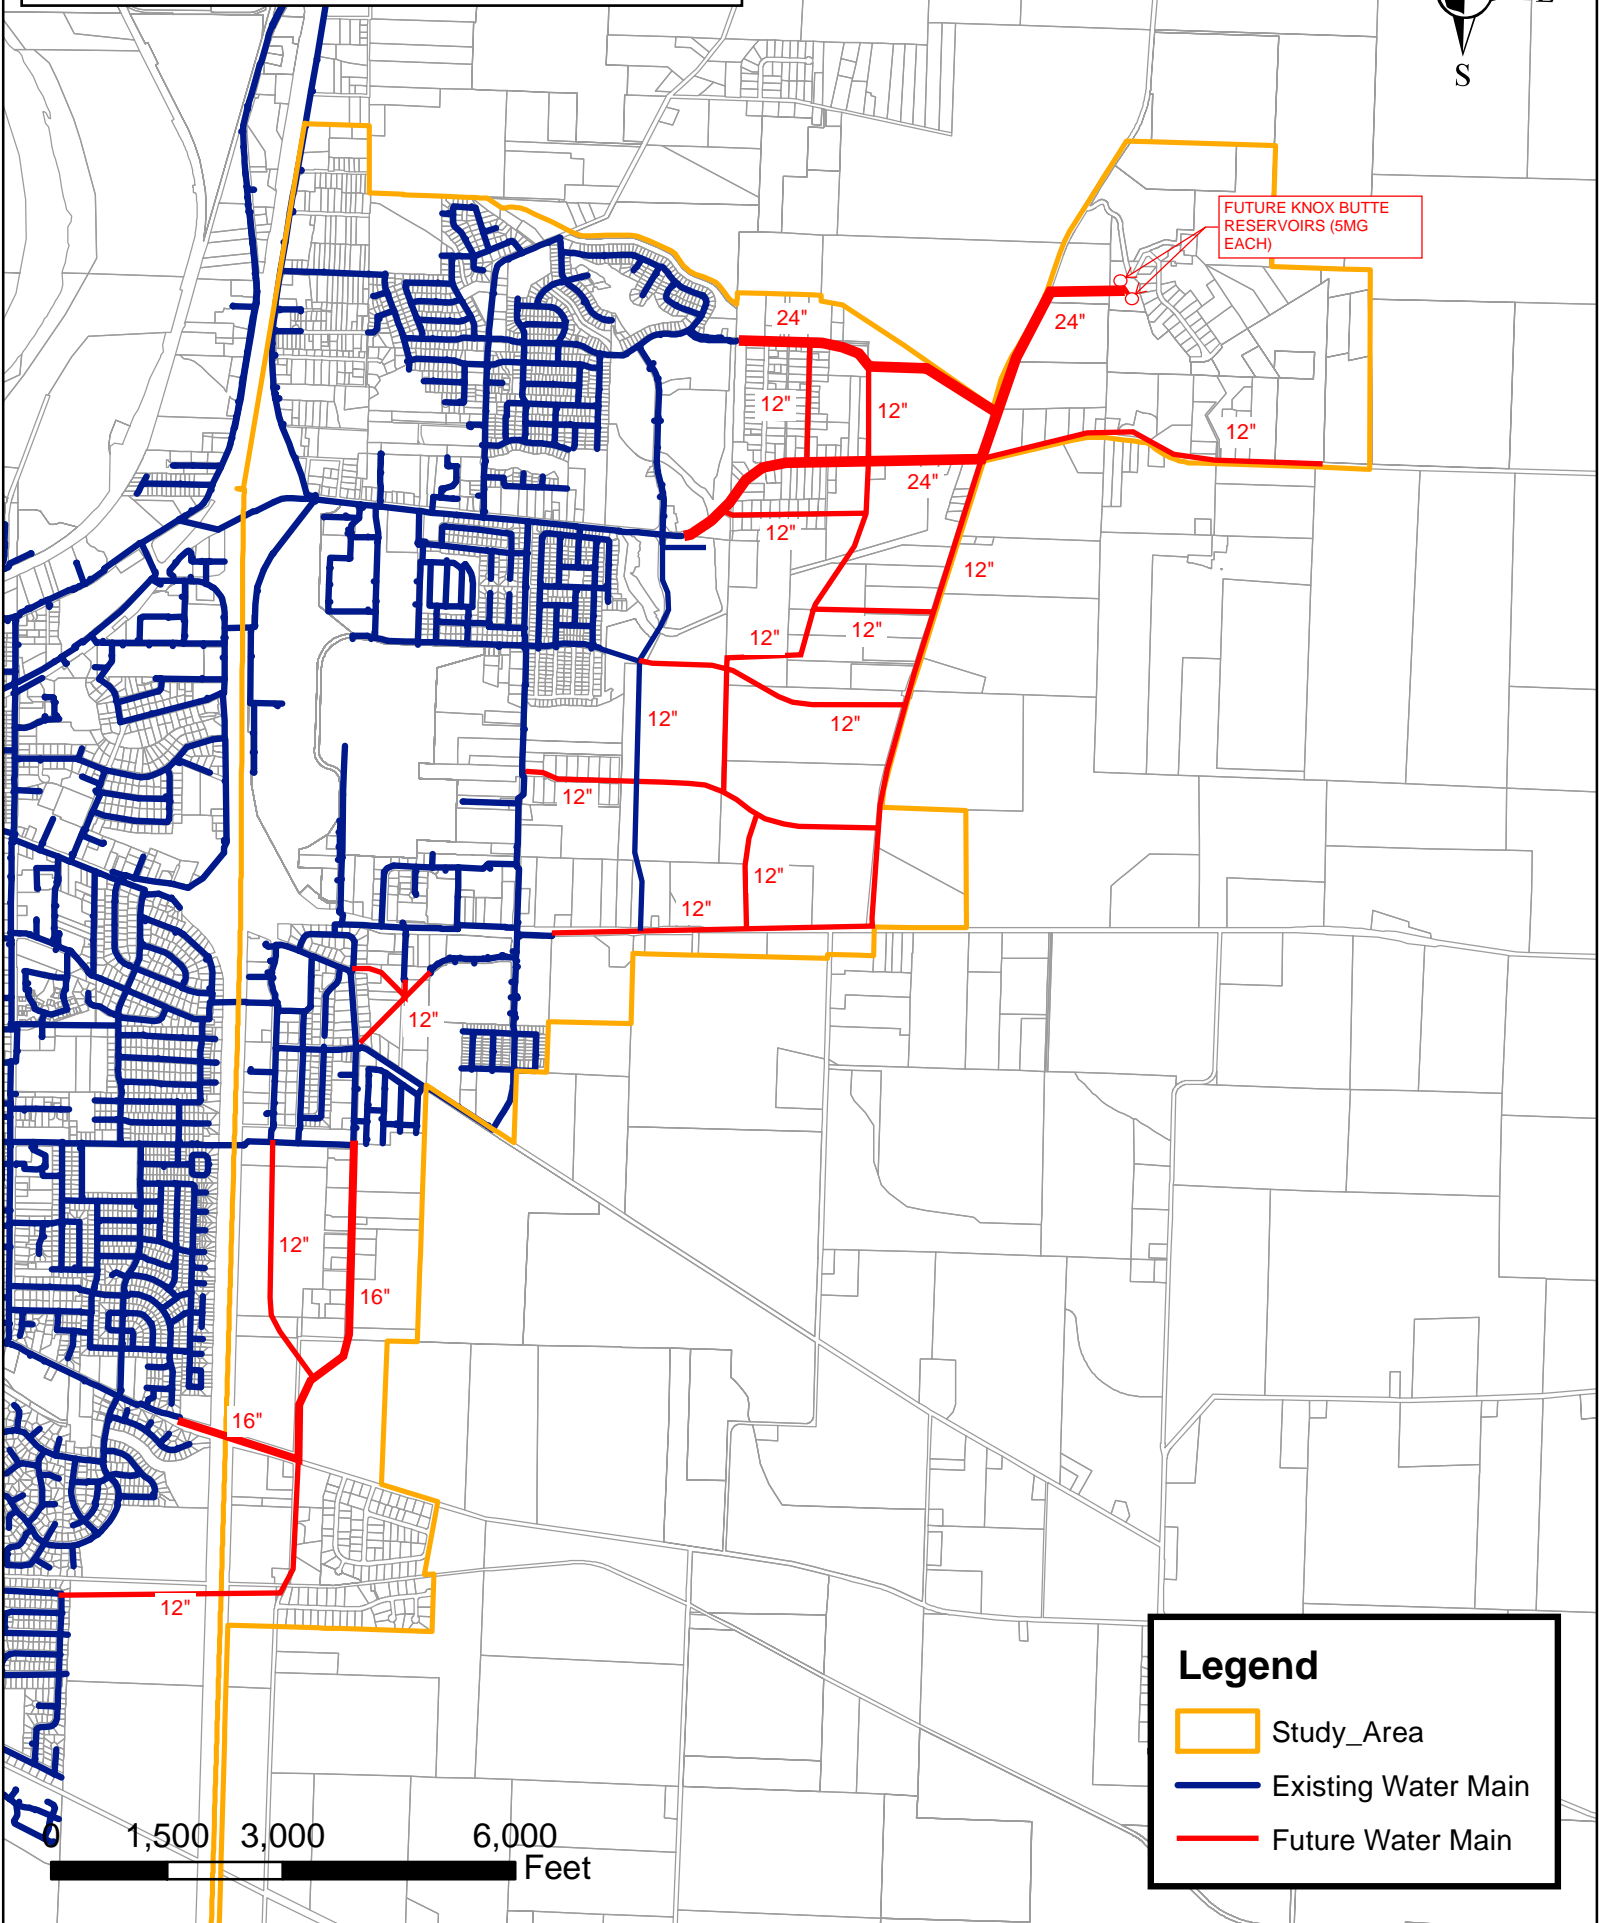 E
S
FUTURE KNOX BUTTE
RESERVOIRS (5MG
EACH)
24"
24"
12"
12"
12"
24"
12"
12"
12"
12"
12"
12"
12"
12"
12"
12"
12"
16"
16"
12"
Legend
Study_Area
Existing Water Main
Future Water Main
0 1,500 3,000 6,000
Feet